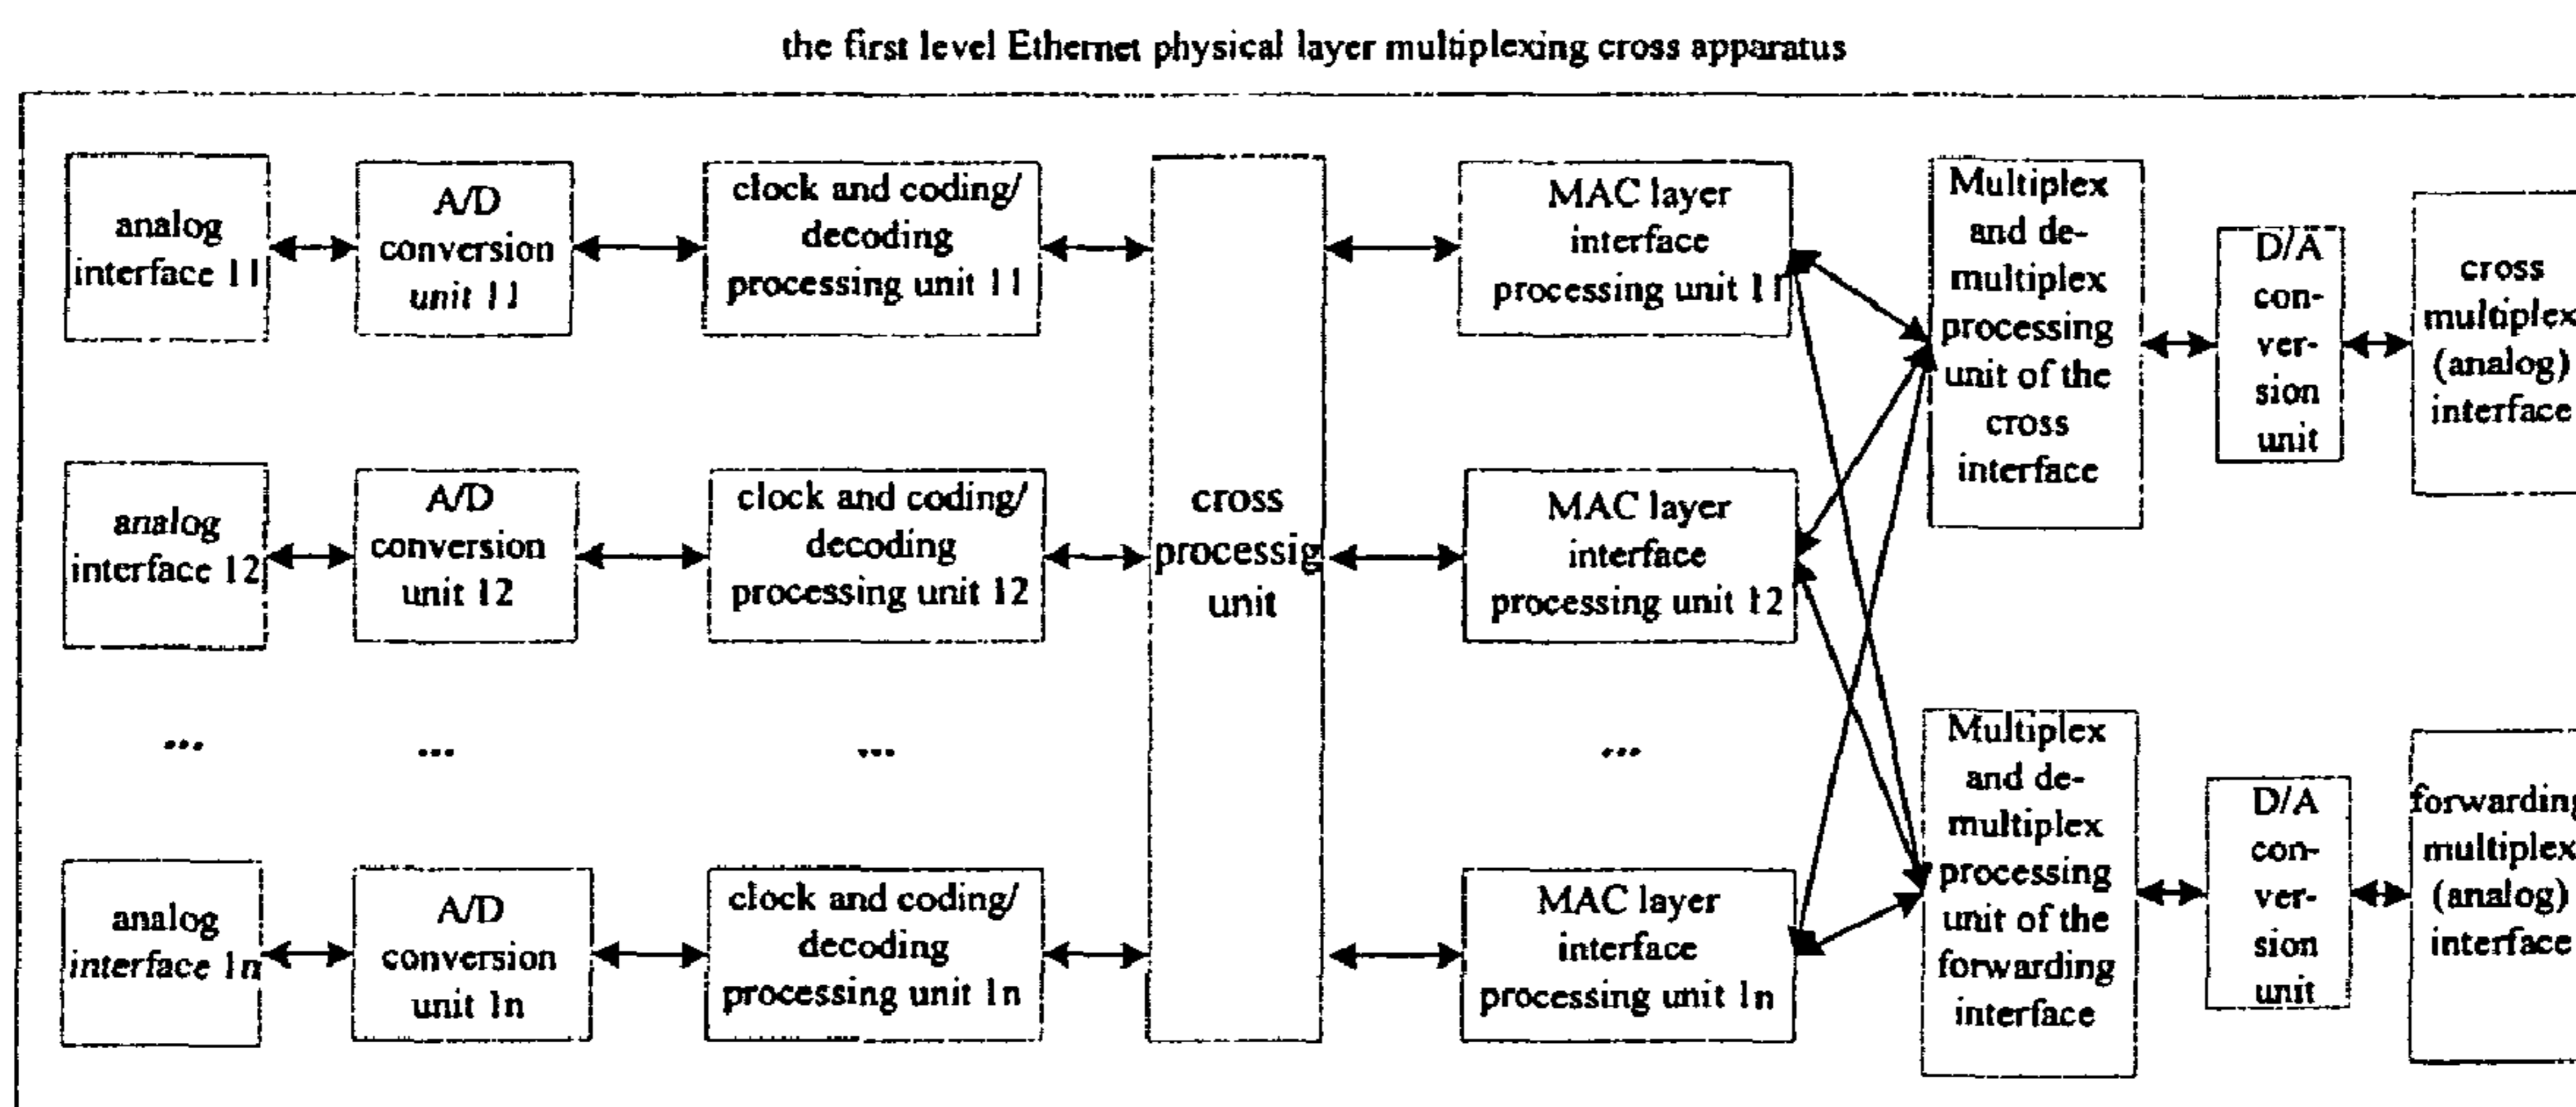 the first level Ethernet physical layer multiplexing cross apparatus
analog
interface 11
A/D
conversion
unit 11
clock and coding/
decoding
processing unit 11
MAC layer
interface
processing unit 11
Multiplex
and de-
multiplex
processing
unit of the
cross
interface
D/A
con-
ver-
sion
unit
cross
multiplex
(analog)
interface
analog
interface 12
A/D
conversion
unit 12
clock and coding/
decoding
processing unit 12
cross
processig
unit
MAC layer
interface
processing unit 12
...
...
...
...
analog
interface 1n
A/D
conversion
unit 1n
clock and coding/
decoding
processing unit 1n
MAC layer
interface
processing unit 1n
Multiplex
and de-
multiplex
processing
unit of the
forwarding
interface
D/A
con-
ver-
sion
unit
forwarding
multiplex
(analog)
interface